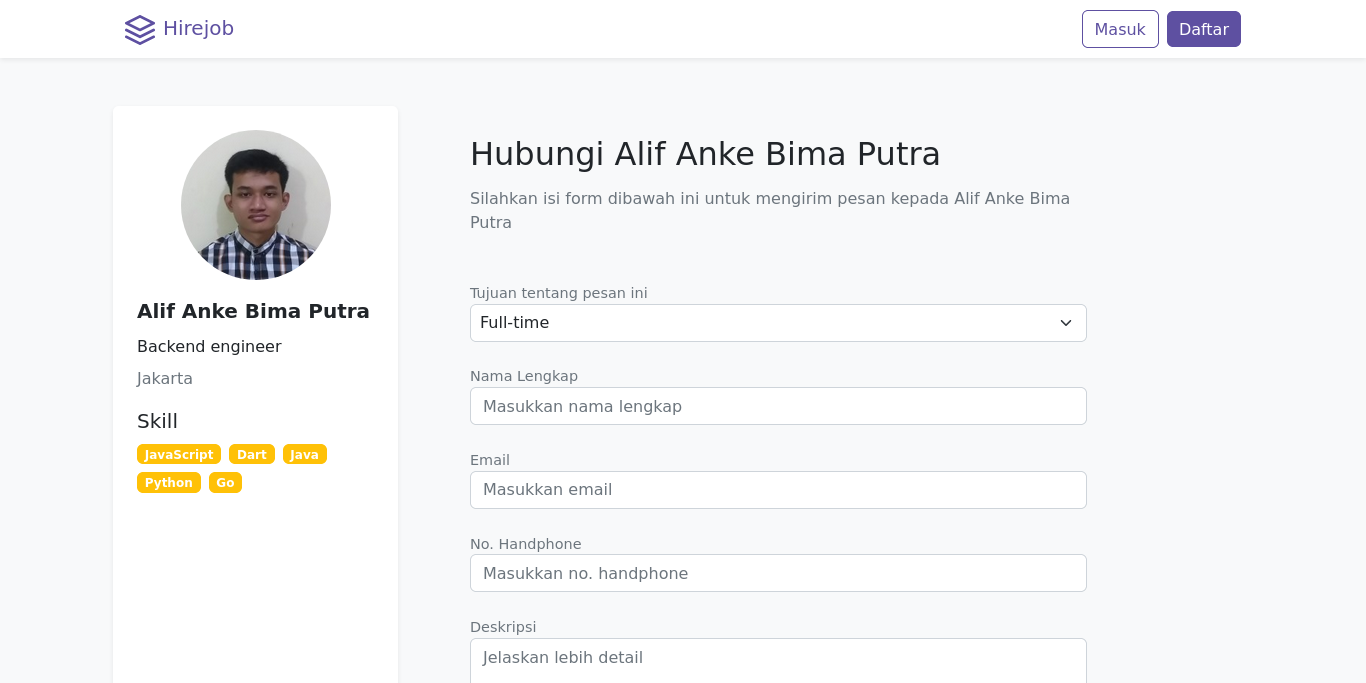 Hirejob
Masuk
Daftar
Alif Anke Bima Putra
Backend engineer
Jakarta
Skill
JavaScript Dart Java
Python Go
Hubungi Alif Anke Bima Putra
Silahkan isi form dibawah ini untuk mengirim pesan kepada Alif Anke Bima
Putra
Tujuan tentang pesan ini
Full-time
Nama Lengkap
Masukkan nama lengkap
Email
Masukkan email
No. Handphone
Masukkan no. handphone
Deskripsi
Jelaskan lebih detail